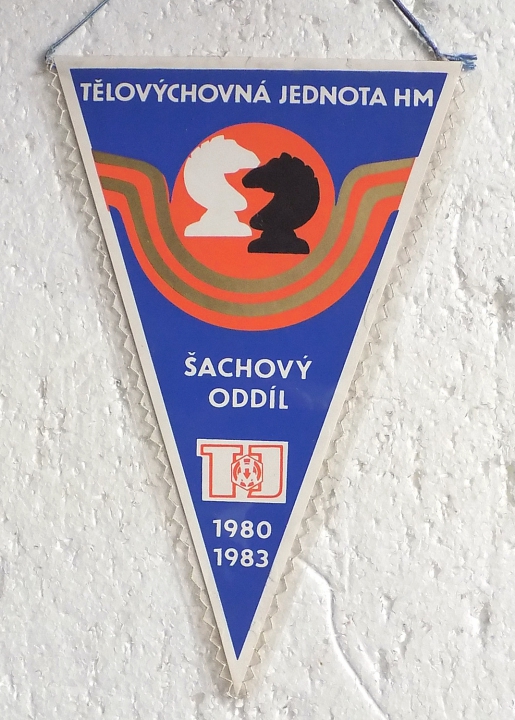 TĚLOVÝCHOVNÁ JEDNOTA HM
ŠACHOVÝ
ODDÍL
TJ
1980
1983